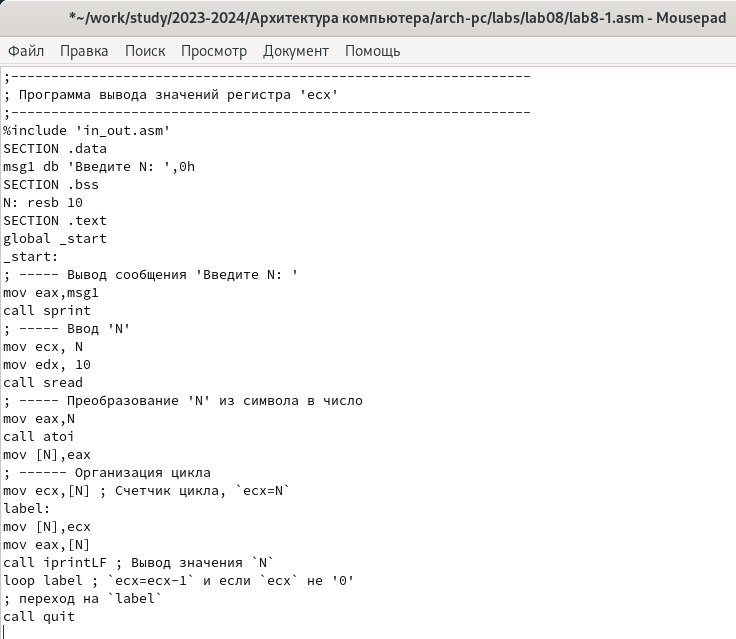 *~/work/study/2023-2024/Архитектура компьютера/arch-pc/labs/lab08/lab8-1.asm - Mousepad
Файл Правка Поиск Просмотр Документ Помощь
;-----------------------------------------------------------------
; Программа вывода значений регистра 'ecx'
;-----------------------------------------------------------------
%include 'in_out.asm'
SECTION .data
msg1 db 'Введите N: ',0h
SECTION .bss
N: resb 10
SECTION .text
global _start
_start:
; ----- Вывод сообщения 'Введите N: '
mov eax,msg1
call sprint
; ----- Ввод 'N'
mov ecx, N
mov edx, 10
call sread
; ----- Преобразование 'N' из символа в число
mov eax,N
call atoi
mov [N],eax
; ------ Организация цикла
mov ecx,[N] ; Счетчик цикла, `ecx=N`
label:
mov [N],ecx
mov eax,[N]
call iprintLF ; Вывод значения `N`
loop label ; `ecx=ecx-1` и если `ecx` не '0'
; переход на `label`
call quit